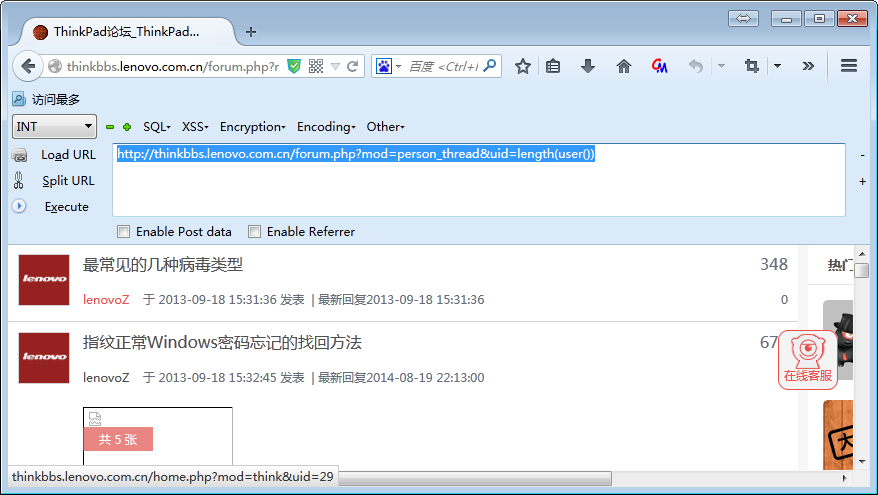 ThinkPad论坛_ThinkPad...
thinkbbs.lenovo.com.cn/forum.php?r
百度 <Ctrl+I
访问最多
INT SQL XSS Encryption Encoding Other
Load URL
http://thinkbbs.lenovo.com.cn/forum.php?mod=person_thread&uid=length(user())
Split URL
Execute
Enable Post data Enable Referrer
lenovo
最常见的几种病毒类型 348
lenovoZ 于 2013-09-18 15:31:36 发表 | 最新回复2013-09-18 15:31:36 0
热门
lenovo
指纹正常Windows密码忘记的找回方法 67
lenovoZ 于 2013-09-18 15:32:45 发表 | 最新回复2014-08-19 22:13:00
在线客服
共 5 张
thinkbbs.lenovo.com.cn/home.php?mod=think&uid=29